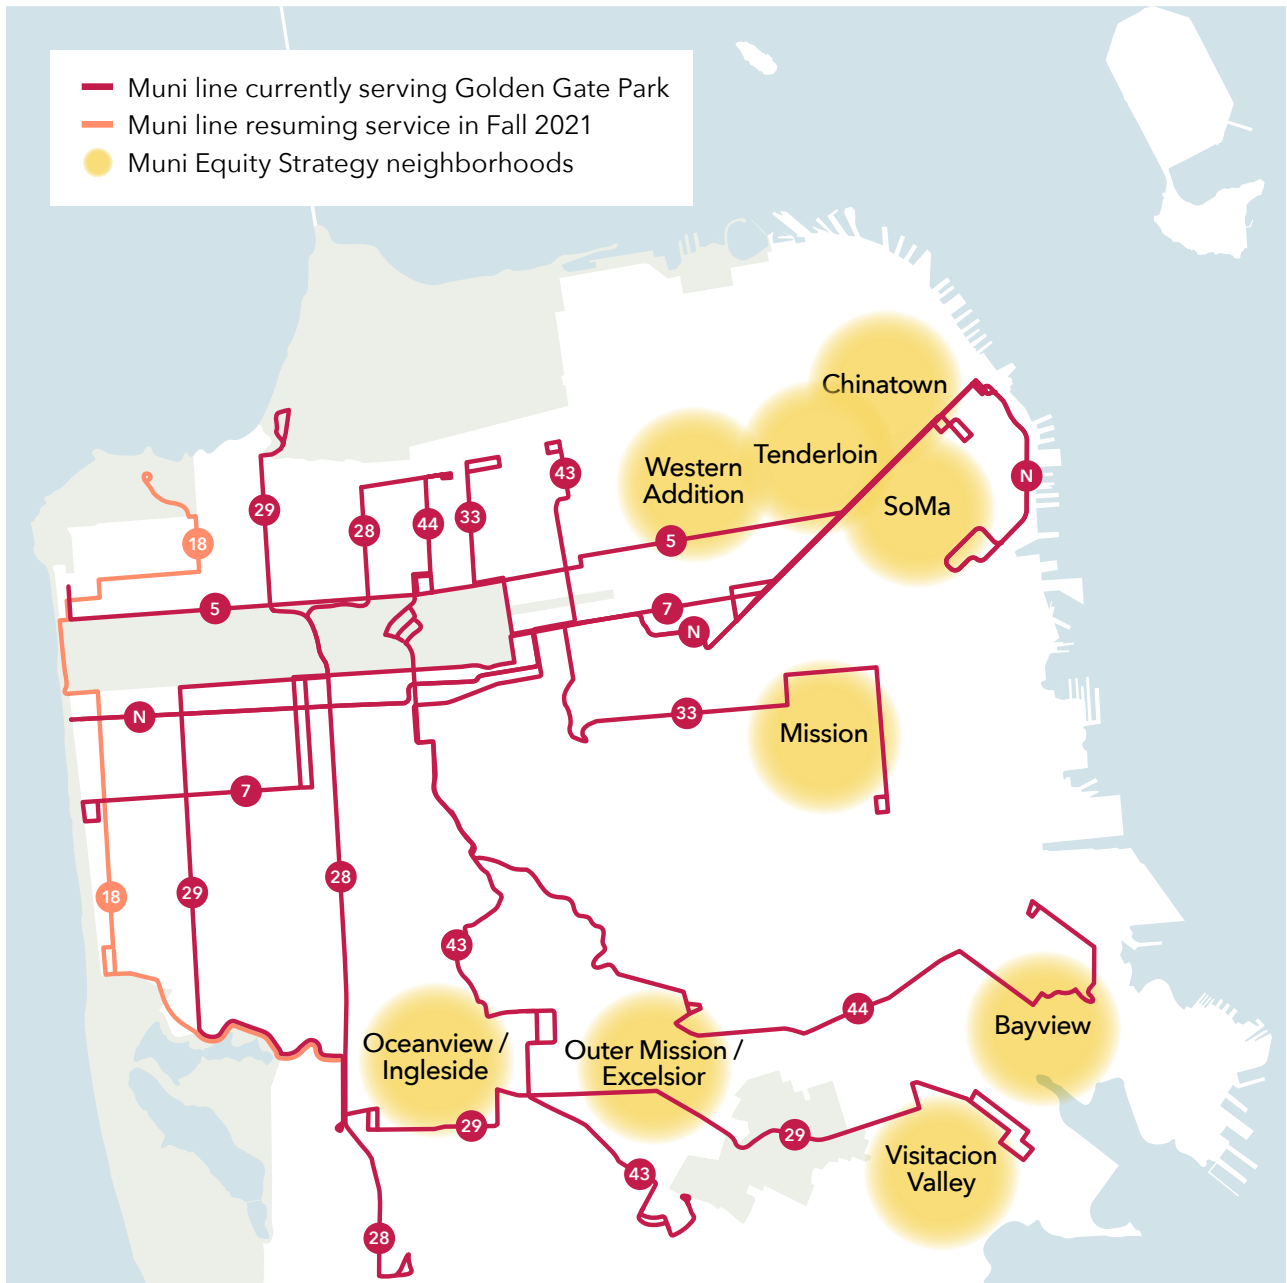 Muni line currently serving Golden Gate Park
Muni line resuming service in Fall 2021
Muni Equity Strategy neighborhoods
Chinatown
Tenderloin
Western
Addition
SoMa
N
43
29
28
44
33
18
5
5
7
N
N
33
Mission
7
28
29
18
43
44
Bayview
Oceanview /
Ingleside
Outer Mission /
Excelsior
29
29
Visitacion
Valley
43
28